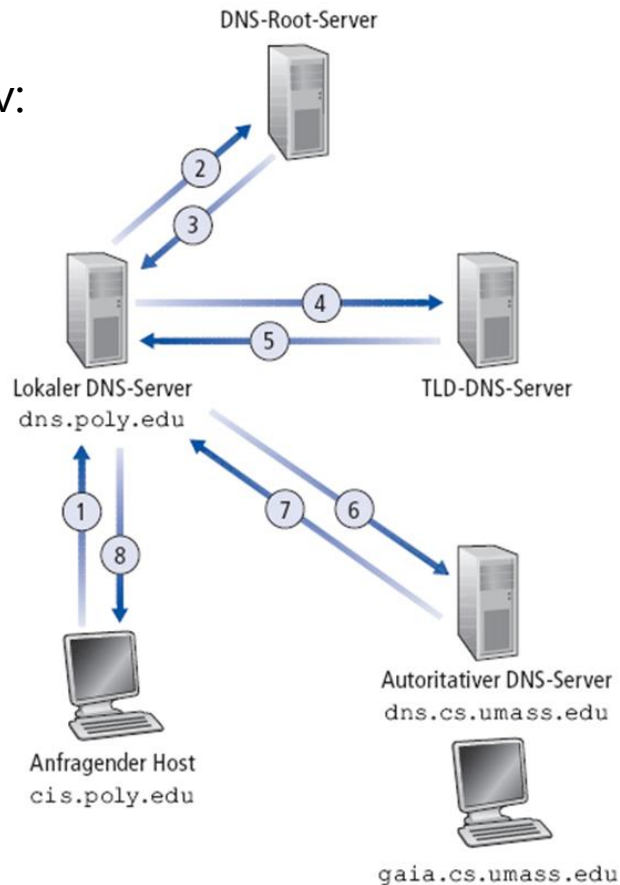 DNS-Root-Server
v:
2
3
4
5
Lokaler DNS-Server
dns.poly.edu
TLD-DNS-Server
1
8
7
6
Autoritativer DNS-Server
dns.cs.umass.edu
Anfragender Host
cis.poly.edu
gaia.cs.umass.edu